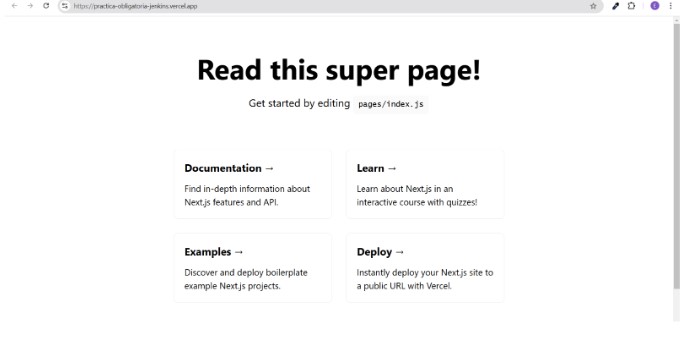 https://practica-obligatoria-jenkins.vercel.app
Read this super page!
Get started by editing pages/index.js
Documentation →
Find in-depth information about
Next.js features and API.
Learn →
Learn about Next.js in an
interactive course with quizzes!
Examples →
Discover and deploy boilerplate
example Next.js projects.
Deploy →
Instantly deploy your Next.js site to
a public URL with Vercel.